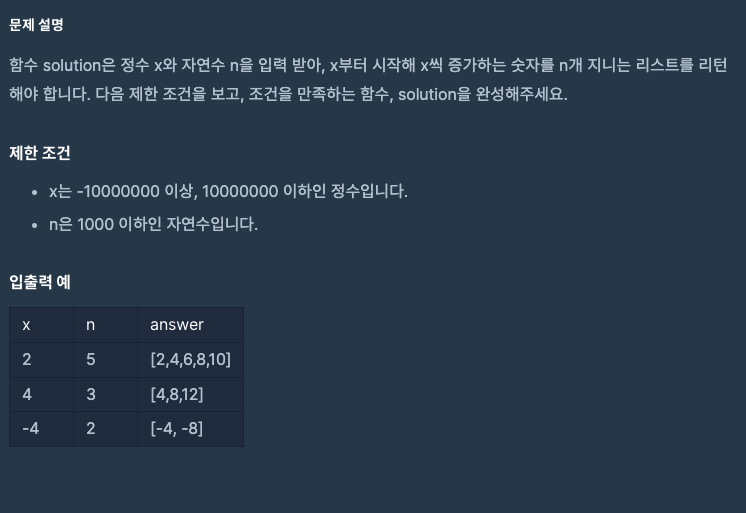 문제 설명
함수 solution은 정수 x와 자연수 n을 입력 받아, x부터 시작해 x씩 증가하는 숫자를 n개 지니는 리스트를 리턴
해야 합니다. 다음 제한 조건을 보고, 조건을 만족하는 함수, solution을 완성해주세요.
제한 조건
• x는 -10000000 이상, 10000000 이하인 정수입니다.
• n은 1000 이하인 자연수입니다.
입출력 예
x n answer
2 5 [2,4,6,8,10]
4 3 [4,8,12]
-4 2 [-4, -8]